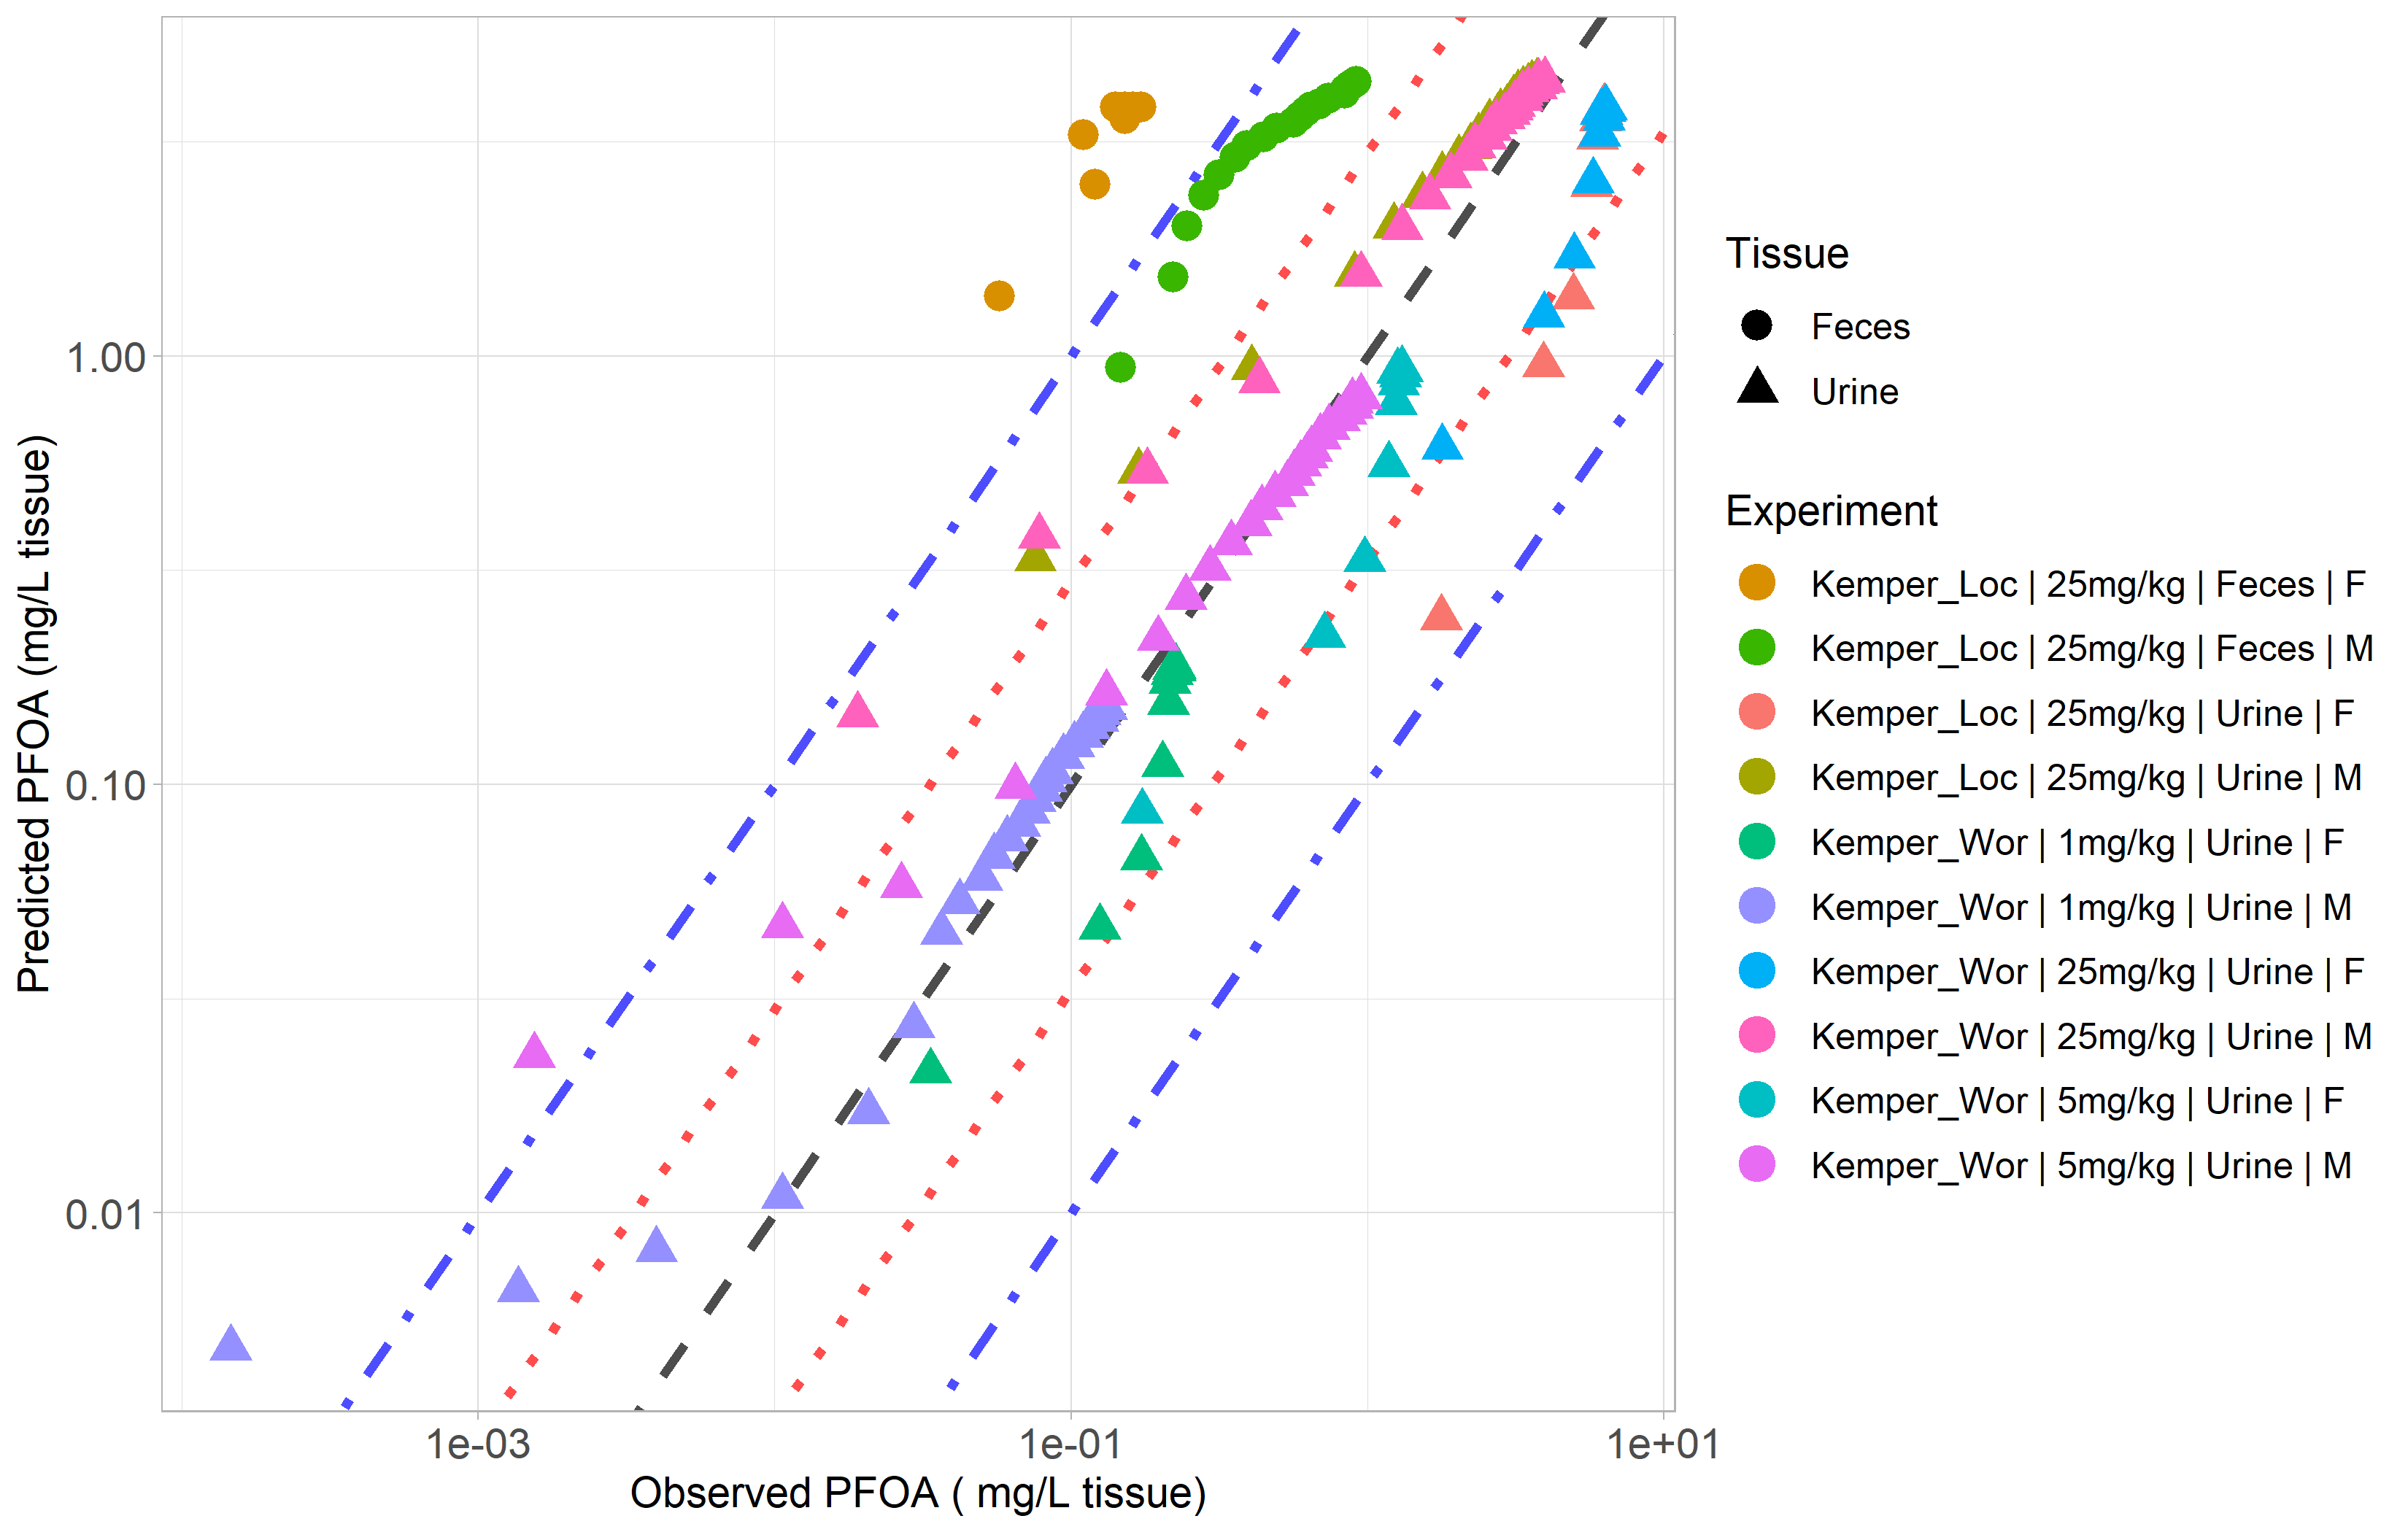 Predicted PFOA (mg/L tissue)
1.00
0.10
0.01
1e-03
1e-01
1e+01
Observed PFOA ( mg/L tissue)
Tissue
Feces
Urine
Experiment
Kemper_Loc | 25mg/kg | Feces | F
Kemper_Loc | 25mg/kg | Feces | M
Kemper_Loc | 25mg/kg | Urine | F
Kemper_Loc | 25mg/kg | Urine | M
Kemper_Wor | 1mg/kg | Urine | F
Kemper_Wor | 1mg/kg | Urine | M
Kemper_Wor | 25mg/kg | Urine | F
Kemper_Wor | 25mg/kg | Urine | M
Kemper_Wor | 5mg/kg | Urine | F
Kemper_Wor | 5mg/kg | Urine | M